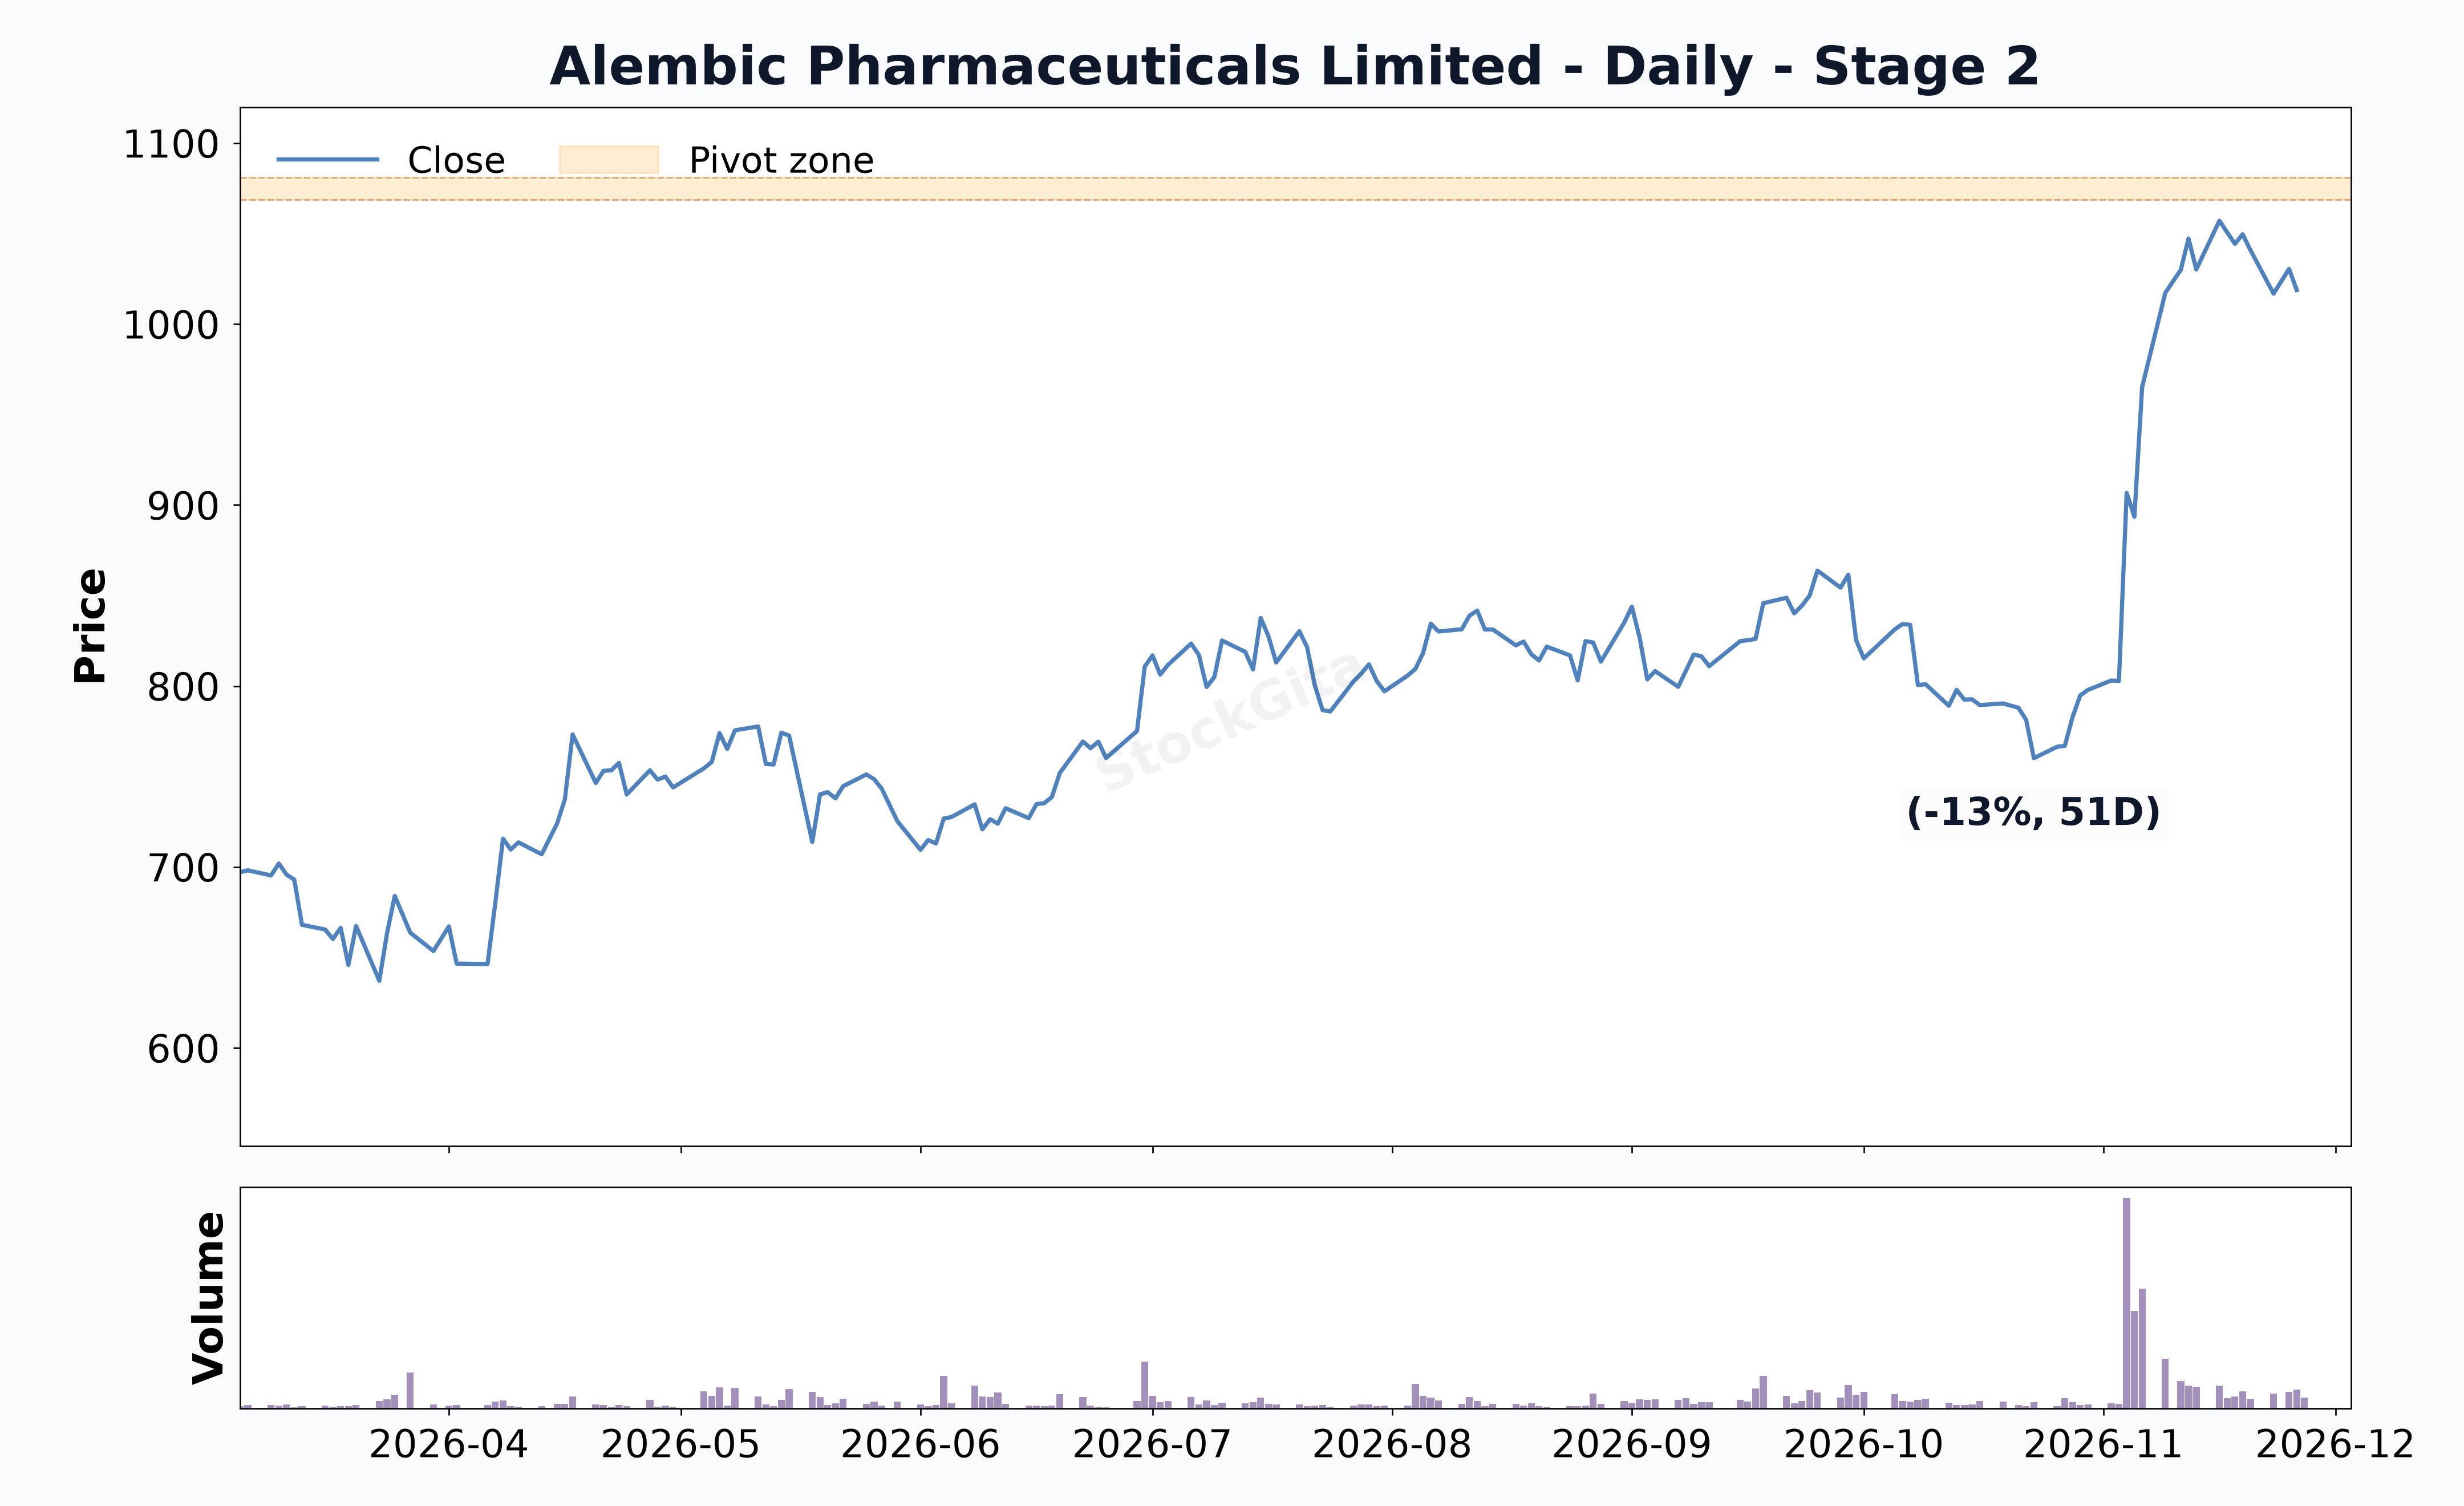 Alembic Pharmaceuticals Limited - Daily - Stage 2
Close
Pivot zone
1100
1000
900
800
700
600
Price
StockGita
(-13%, 51D)
Volume
2026-04
2026-05
2026-06
2026-07
2026-08
2026-09
2026-10
2026-11
2026-12